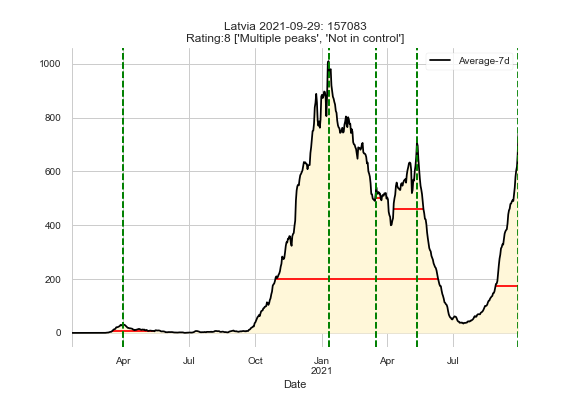 Latvia 2021-09-29: 157083
Rating:8 ['Multiple peaks', 'Not in control']
Average-7d
1000
800
600
400
200
0
Apr Jul Oct Jan Apr Jul
2021
Date